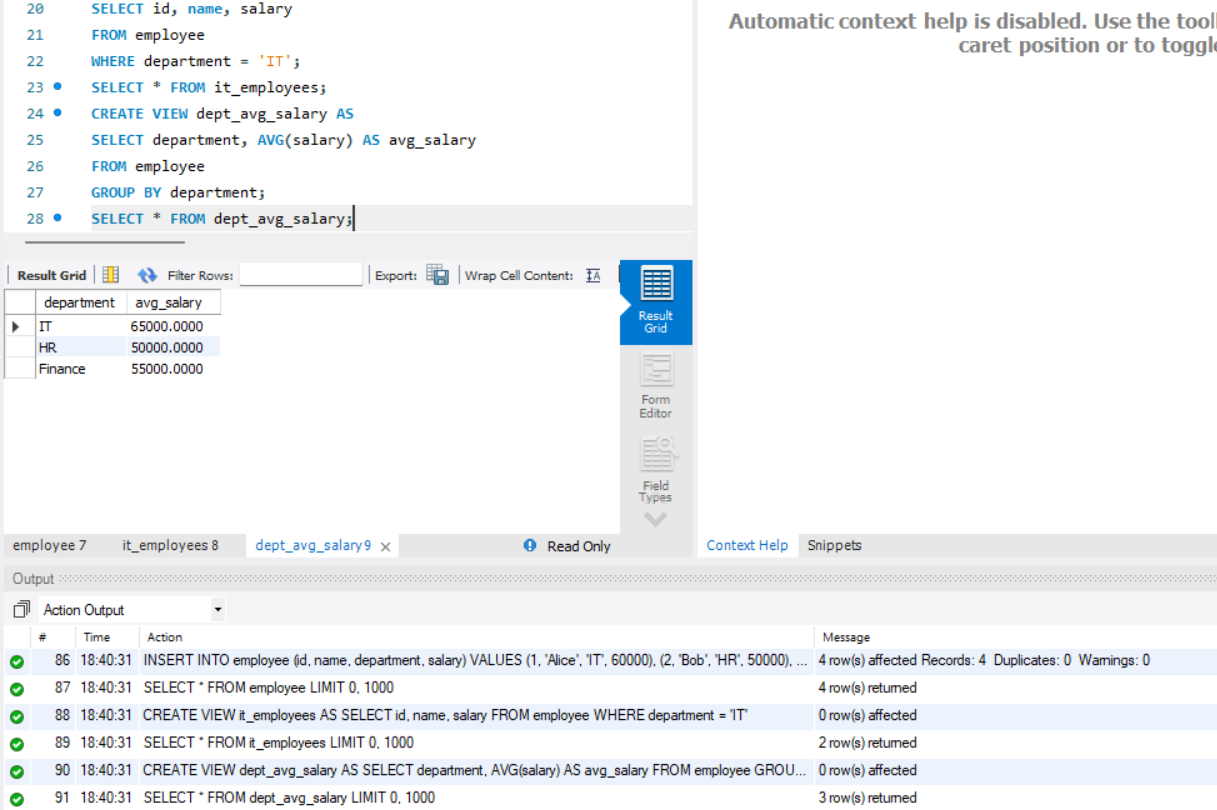 20 SELECT id, name, salary
21 FROM employee
22 WHERE department = 'IT';
23 SELECT * FROM it_employees;
24 CREATE VIEW dept_avg_salary AS
25 SELECT department, AVG(salary) AS avg_salary
26 FROM employee
27 GROUP BY department;
28 SELECT * FROM dept_avg_salary;
Automatic context help is disabled. Use the tool
caret position or to toggle
Result Grid Filter Rows: Export: Wrap Cell Content:
department avg_salary
IT 65000.0000
HR 50000.0000
Finance 55000.0000
Result
Grid
Form
Editor
Field
Types
employee 7 it_employees 8 dept_avg_salary 9 Read Only
Context Help Snippets
Output
Action Output
# Time Action Message
86 18:40:31 INSERT INTO employee (id, name, department, salary) VALUES (1, 'Alice', 'IT', 60000), (2, 'Bob', 'HR', 50000), ... 4 row(s) affected Records: 4 Duplicates: 0 Warnings: 0
87 18:40:31 SELECT * FROM employee LIMIT 0, 1000 4 row(s) returned
88 18:40:31 CREATE VIEW it_employees AS SELECT id, name, salary FROM employee WHERE department = 'IT' 0 row(s) affected
89 18:40:31 SELECT * FROM it_employees LIMIT 0, 1000 2 row(s) returned
90 18:40:31 CREATE VIEW dept_avg_salary AS SELECT department, AVG(salary) AS avg_salary FROM employee GROU... 0 row(s) affected
91 18:40:31 SELECT * FROM dept_avg_salary LIMIT 0, 1000 3 row(s) returned